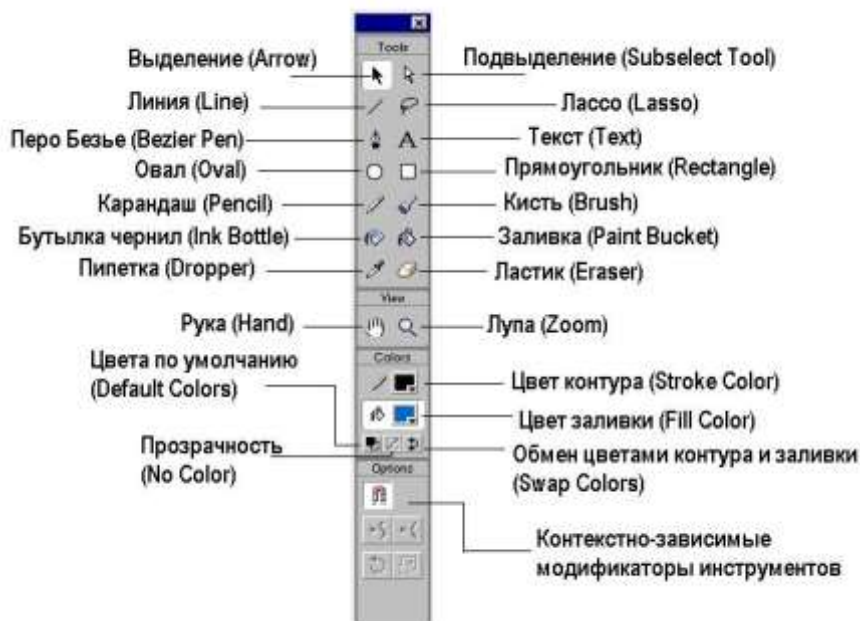 Tools
Выделение (Arrow)
Подвыделение (Subselect Tool)
Линия (Line)
Лассо (Lasso)
Перо Безье (Bezier Pen)
Текст (Text)
Овал (Oval)
Прямоугольник (Rectangle)
Карандаш (Pencil)
Кисть (Brush)
Бутылка чернил (Ink Bottle)
Заливка (Paint Bucket)
Пипетка (Dropper)
Ластик (Eraser)
View
Рука (Hand)
Лупа (Zoom)
Colors
Цвета по умолчанию
(Default Colors)
Цвет контура (Stroke Color)
Цвет заливки (Fill Color)
Прозрачность
(No Color)
Обмен цветами контура и заливки
(Swap Colors)
Options
Контекстно-зависимые
модификаторы инструментов